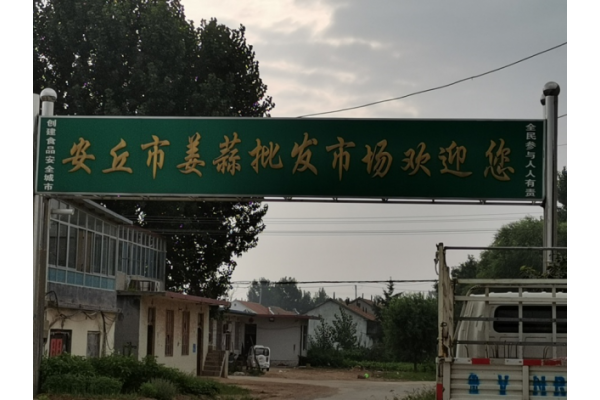 创建食品安全城市
安丘市姜蒜批发市场欢迎您
全民参与人人有责